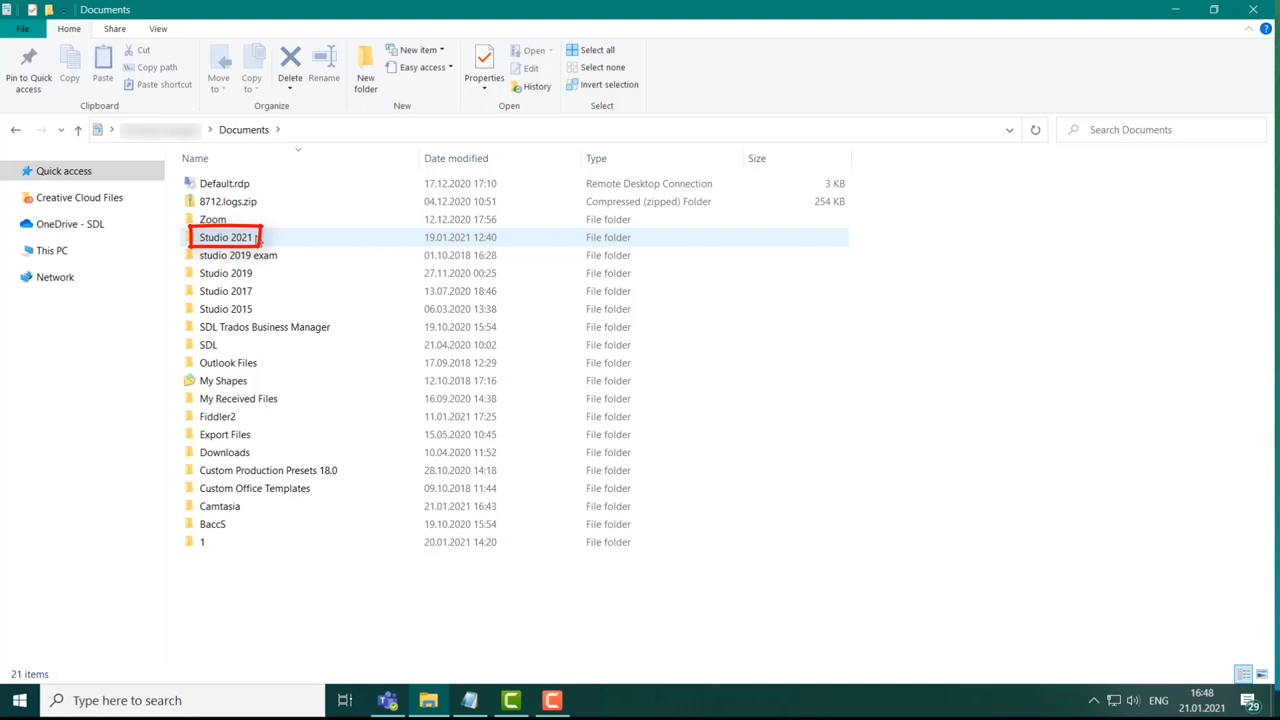 Documents
File Home Share View
Pin to Quick access
Copy
Paste
Cut
Copy path
Paste shortcut
Clipboard
Move to
Copy to
Delete
Rename
Organize
New folder
New item
Easy access
New
Properties
Open
Edit
History
Open
Select all
Select none
Invert selection
Select
Documents
Search Documents
Quick access
Creative Cloud Files
OneDrive - SDL
This PC
Network
Name Date modified Type Size
Default.rdp 17.12.2020 17:10 Remote Desktop Connection 3 KB
8712.logs.zip 04.12.2020 10:51 Compressed (zipped) Folder 254 KB
Zoom 12.12.2020 17:56 File folder
Studio 2021 19.01.2021 12:40 File folder
studio 2019 exam 01.10.2018 16:28 File folder
Studio 2019 27.11.2020 00:25 File folder
Studio 2017 13.07.2020 18:46 File folder
Studio 2015 06.03.2020 13:38 File folder
SDL Trados Business Manager 19.10.2020 15:54 File folder
SDL 21.04.2020 10:02 File folder
Outlook Files 17.09.2018 12:29 File folder
My Shapes 12.10.2018 17:16 File folder
My Received Files 16.09.2020 14:38 File folder
Fiddler2 11.01.2021 17:25 File folder
Export Files 15.05.2020 10:45 File folder
Downloads 10.04.2020 11:52 File folder
Custom Production Presets 18.0 28.10.2020 14:18 File folder
Custom Office Templates 09.10.2018 11:44 File folder
Camtasia 21.01.2021 16:43 File folder
BaccS 19.10.2020 15:54 File folder
1 20.01.2021 14:20 File folder
21 items
Type here to search
ENG
16:48
21.01.2021
29